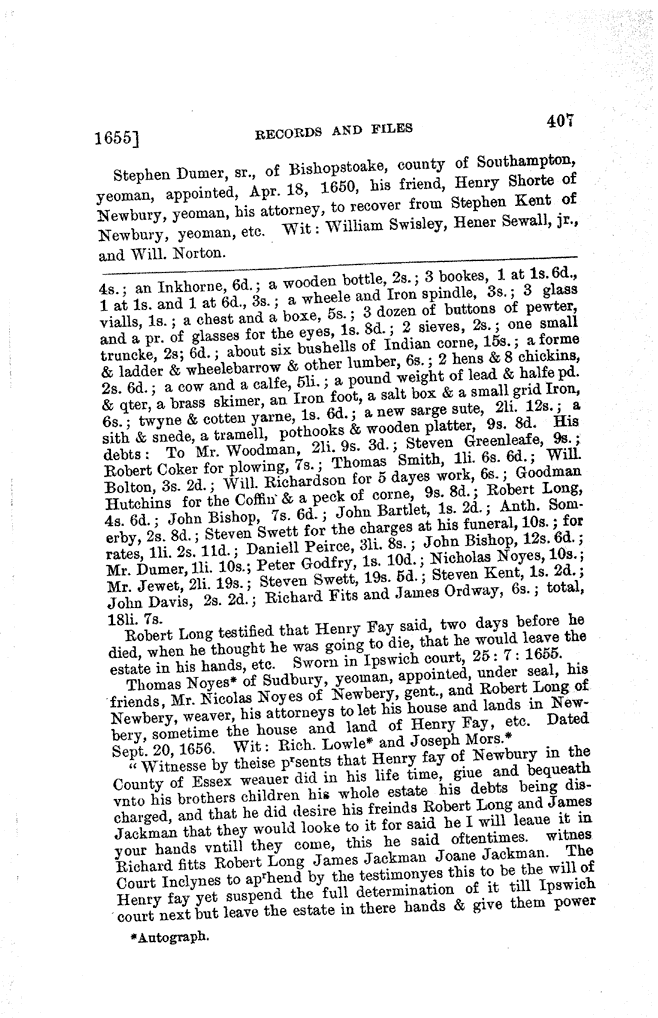 1655]
RECORDS AND FILES
407
Stephen Dumer, sr., of Bishopstoake, county of Southampton,
yeoman, appointed, Apr. 18, 1650, his friend, Henry Shorte of
Newbury, yeoman, his attorney, to recover from Stephen Kent of
Newbury, yeoman, etc. Wit: William Swisley, Hener Sewall, jr.,
and Will. Norton.
4s.; an Inkhorne, 6d.; a wooden bottle, 2s.; 3 bookes, 1 at 1s. 6d.,
1 at 1s. and 1 at 6d., 3s.; a wheele and Iron spindle, 3s.; 3 glass
vialls, 1s.; a chest and a boxe, 5s.; 3 dozen of buttons of pewter,
and a pr. of glasses for the eyes, 1s. 8d.; 2 sieves, 2s.; one small
truncke, 2s; 6d.; about six bushells of Indian corne, 15s.; a forme
& ladder & wheelebarrow & other lumber, 6s.; 2 hens & 8 chickins,
2s. 6d.; a cow and a calfe, 5li.; a pound weight of lead & halfe pd.
& qter, a brass skimer, an Iron foot, a salt box & a small grid Iron,
6s.; twyne & cotten yarne, 1s. 6d.; a new sarge sute, 2li. 12s.; a
sith & snede, a tramell, pothooks & wooden platter, 9s. 8d. His
debts: To Mr. Woodman, 2li. 9s. 3d.; Steven Greenleafe, 9s.;
Robert Coker for plowing, 7s.; Thomas Smith, 1li. 6s. 6d.; Will.
Bolton, 3s. 2d.; Will. Richardson for 5 dayes work, 6s.; Goodman
Hutchins for the Coffin & a peck of corne, 9s. 8d.; Robert Long,
4s. 6d.; John Bishop, 7s. 6d.; John Bartlet, 1s. 2d.; Anth. Som-
erby, 2s. 8d.; Steven Swett for the charges at his funeral, 10s.; for
rates, 1li. 2s. 11d.; Daniell Peirce, 3li. 8s.; John Bishop, 12s. 6d.;
Mr. Dumer, 1li. 10s.; Peter Godfry, 1s. 10d.; Nicholas Noyes, 10s.;
Mr. Jewet, 2li. 19s.; Steven Swett, 19s. 5d.; Steven Kent, 1s. 2d.;
John Davis, 2s. 2d.; Richard Fits and James Ordway, 6s.; total,
18li. 7s.
Robert Long testified that Henry Fay said, two days before he
died, when he thought he was going to die, that he would leave the
estate in his hands, etc. Sworn in Ipswich court, 25: 7: 1655.
Thomas Noyes* of Sudbury, yeoman, appointed, under seal, his
friends, Mr. Nicolas Noyes of Newbery, gent., and Robert Long of
Newbery, weaver, his attorneys to let his house and lands in New-
bery, sometime the house and land of Henry Fay, etc. Dated
Sept. 20, 1656. Wit: Rich. Lowle* and Joseph Mors.*
"Witnesse by theise pʳsents that Henry fay of Newbury in the
County of Essex weauer did in his life time, giue and bequeath
vnto his brothers children his whole estate his debts being dis-
charged, and that he did desire his freinds Robert Long and James
Jackman that they would looke to it for said he I will leaue it in
your hands vntill they come, this he said oftentimes. witnes
Richard fitts Robert Long James Jackman Joane Jackman. The
Court Inclynes to apʳhend by the testimonyes this to be the will of
Henry fay yet suspend the full determination of it till Ipswich
court next but leave the estate in there hands & give them power
*Autograph.